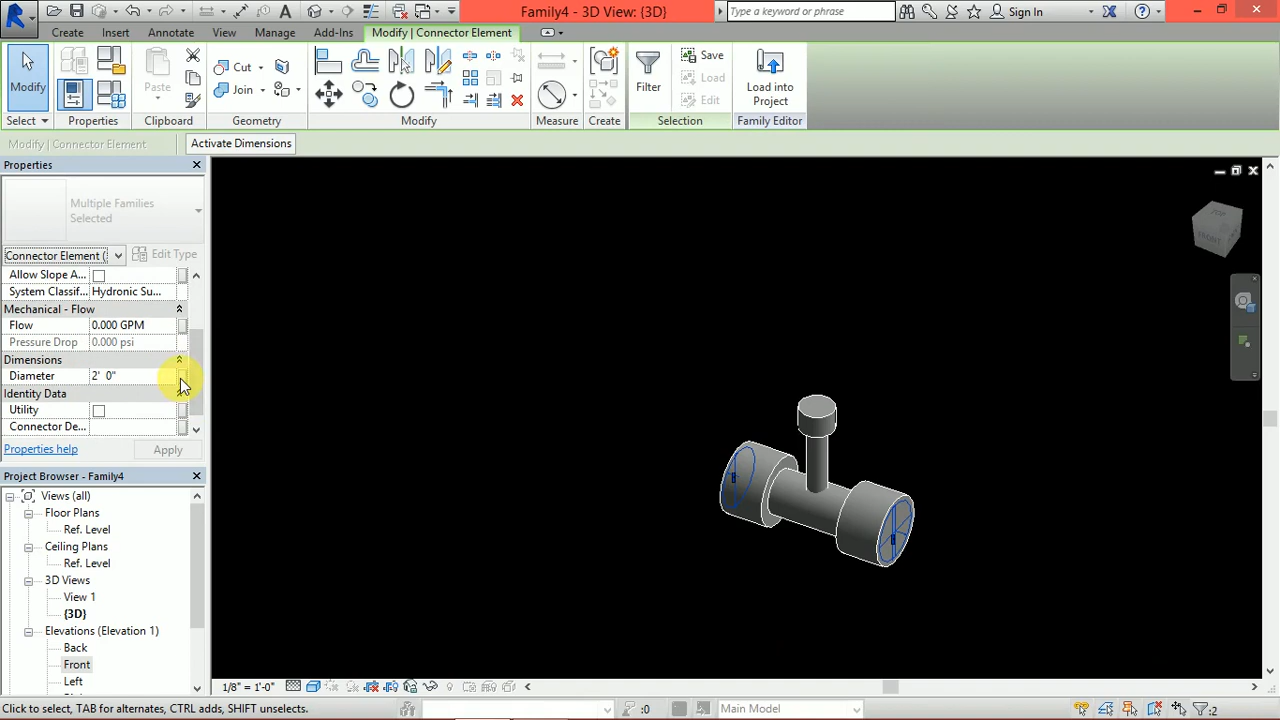 Family4 - 3D View: {3D}
Type a keyword or phrase
Sign In
Create Insert Annotate View Manage Add-Ins Modify | Connector Element
Modify
Paste
Cut
Join
Save
Load
Edit
Filter
Load into
Project
Select Properties Clipboard Geometry Modify Measure Create Selection Family Editor
Modify | Connector Element
Activate Dimensions
Properties
Multiple Families
Selected
Connector Element (
Edit Type
Allow Slope A...
System Classif... Hydronic Su...
Mechanical - Flow
Flow 0.000 GPM
Pressure Drop 0.000 psi
Dimensions
Diameter 2' 0"
Identity Data
Utility
Connector De...
Properties help
Apply
Project Browser - Family4
Views (all)
Floor Plans
Ref. Level
Ceiling Plans
Ref. Level
3D Views
View 1
{3D}
Elevations (Elevation 1)
Back
Front
Left
TOP
FRONT
1/8" = 1'-0"
Click to select, TAB for alternates, CTRL adds, SHIFT unselects.
:0
Main Model
:2